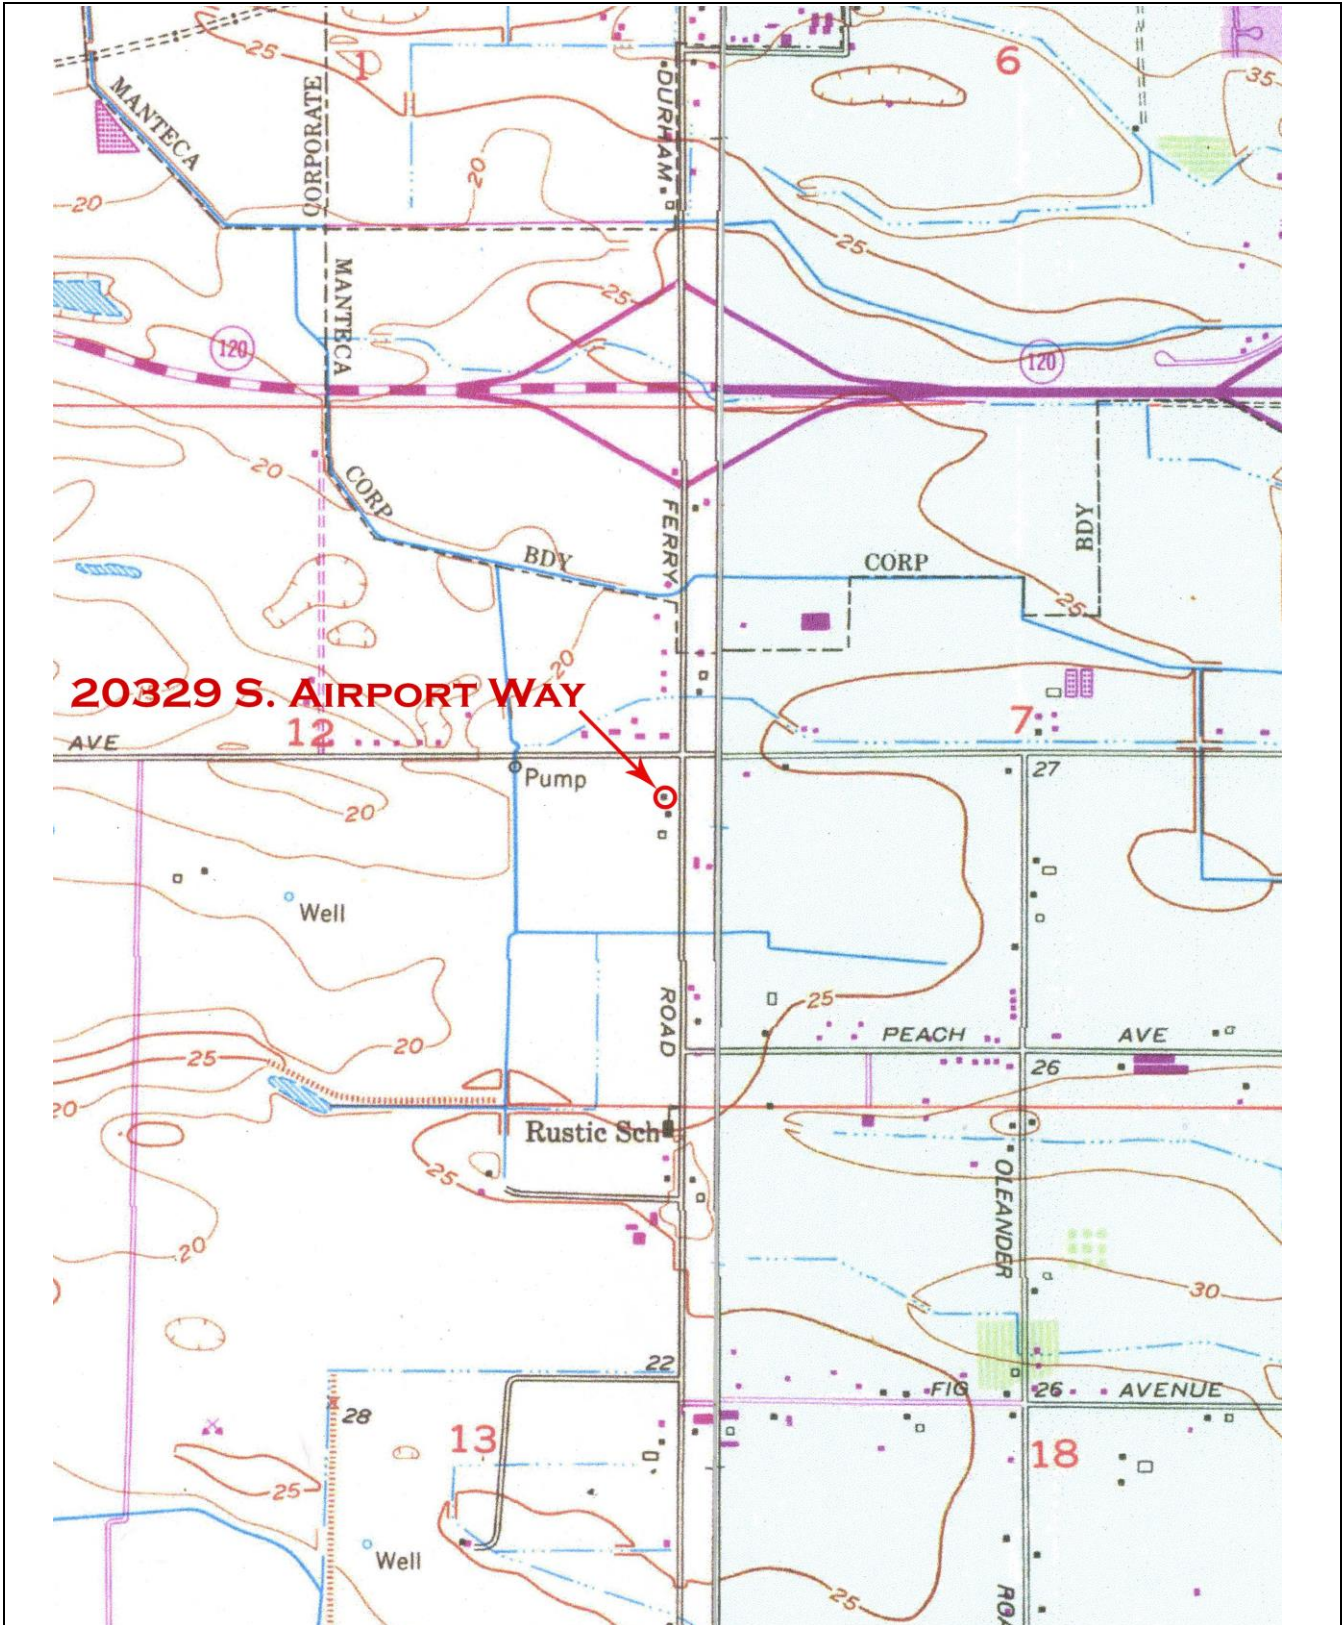 25
1
6
35
MANTECA
CORPORATE
DURHAM
20
20
25
MANTECA
25
120
120
20
CORP
BDY
FERRY
CORP
BDY
25
20
20329 S. AIRPORT WAY
12
7
AVE
Pump
27
20
Well
ROAD
25
PEACH AVE
20
25
26
20
Rustic Sch
25
OLEANDER
20
30
22
FIG 26 AVENUE
28
13
18
25
Well
25